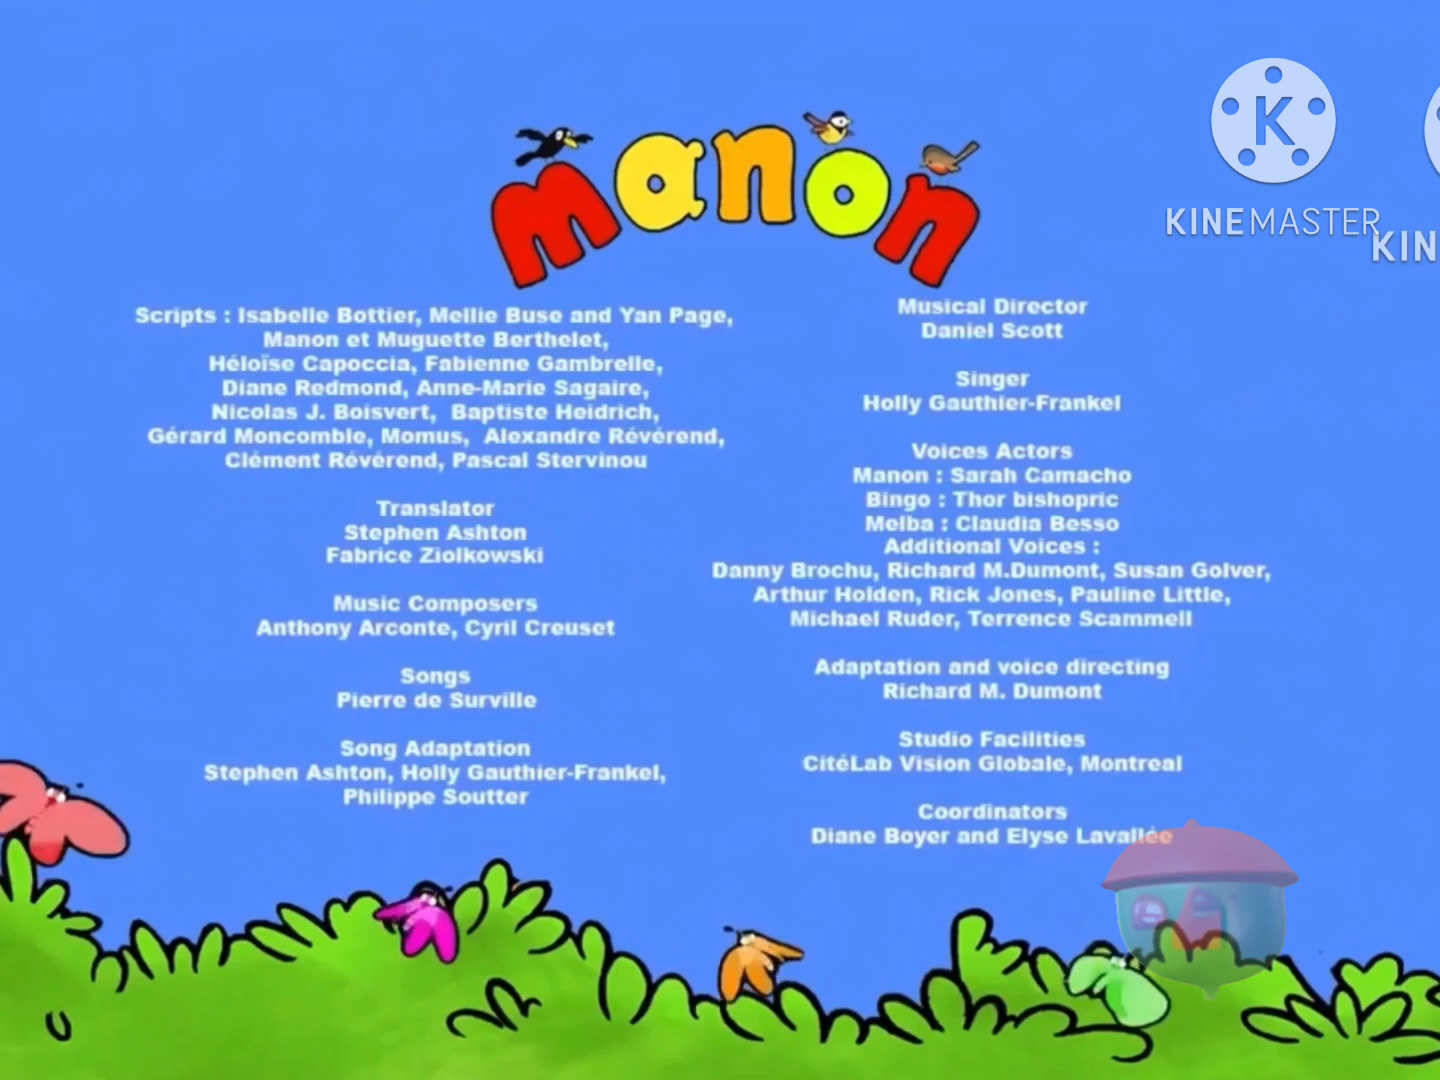 manon
KINEMASTER
KIN
Scripts : Isabelle Bottier, Mellie Buse and Yan Page,
Manon et Muguette Berthelet,
Héloïse Capoccia, Fabienne Gambrelle,
Diane Redmond, Anne-Marie Sagaire,
Nicolas J. Boisvert, Baptiste Heidrich,
Gérard Moncomble, Momus, Alexandre Révérend,
Clément Révérend, Pascal Stervinou
Translator
Stephen Ashton
Fabrice Ziolkowski
Music Composers
Anthony Arconte, Cyril Creuset
Songs
Pierre de Surville
Song Adaptation
Stephen Ashton, Holly Gauthier-Frankel,
Philippe Soutter
Musical Director
Daniel Scott
Singer
Holly Gauthier-Frankel
Voices Actors
Manon : Sarah Camacho
Bingo : Thor bishopric
Melba : Claudia Besso
Additional Voices :
Danny Brochu, Richard M.Dumont, Susan Golver,
Arthur Holden, Rick Jones, Pauline Little,
Michael Ruder, Terrence Scammell
Adaptation and voice directing
Richard M. Dumont
Studio Facilities
CitéLab Vision Globale, Montreal
Coordinators
Diane Boyer and Elyse Lavallée